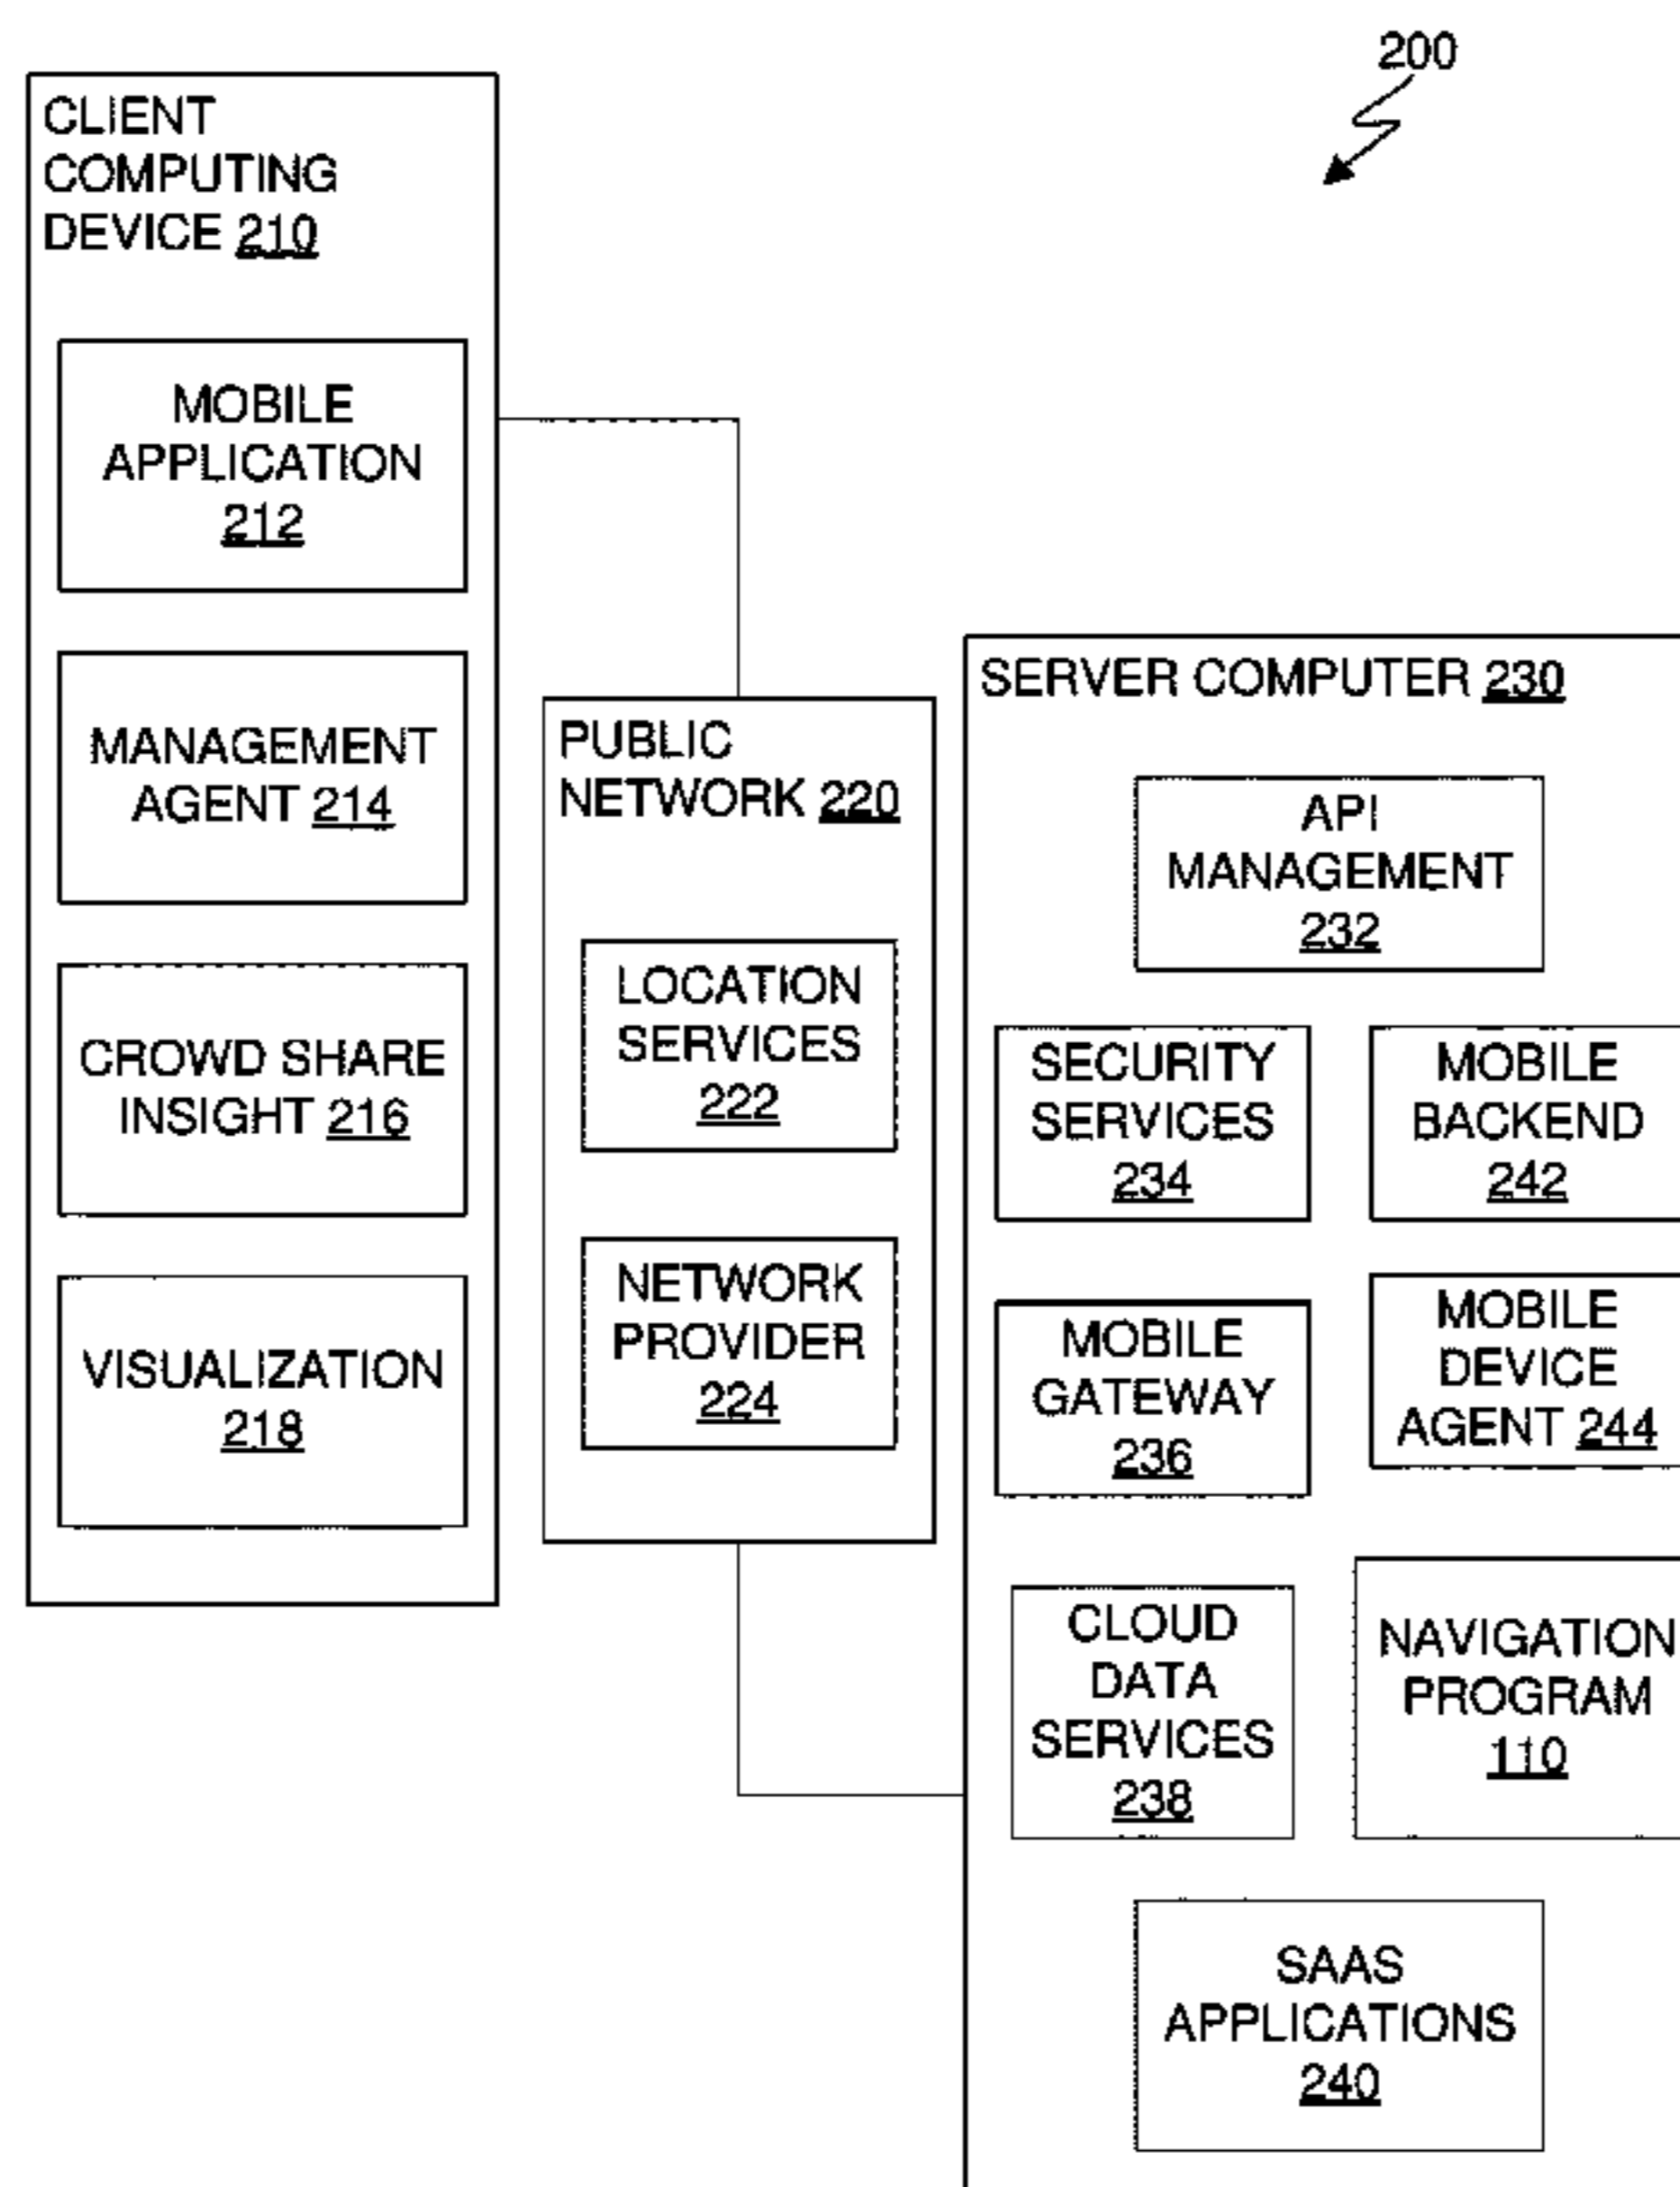 200
CLIENT
COMPUTING
DEVICE 210
MOBILE
APPLICATION
212
MANAGEMENT
AGENT 214
CROWD SHARE
INSIGHT 216
VISUALIZATION
218
PUBLIC
NETWORK 220
LOCATION
SERVICES
222
NETWORK
PROVIDER
224
SERVER COMPUTER 230
API
MANAGEMENT
232
SECURITY
SERVICES
234
MOBILE
BACKEND
242
MOBILE
GATEWAY
236
MOBILE
DEVICE
AGENT 244
CLOUD
DATA
SERVICES
238
NAVIGATION
PROGRAM
110
SAAS
APPLICATIONS
240